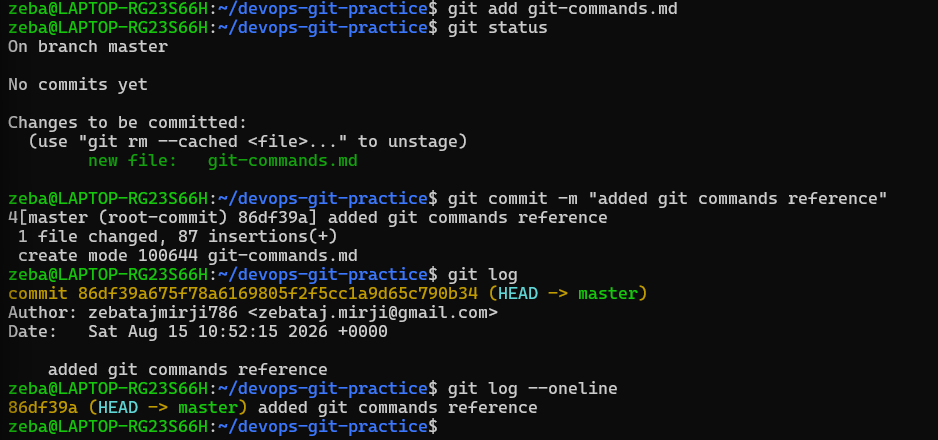 zeba@LAPTOP-RG23S66H:~/devops-git-practice$ git add git-commands.md
zeba@LAPTOP-RG23S66H:~/devops-git-practice$ git status
On branch master

No commits yet

Changes to be committed:
  (use "git rm --cached <file>..." to unstage)
        new file:   git-commands.md

zeba@LAPTOP-RG23S66H:~/devops-git-practice$ git commit -m "added git commands reference"
4[master (root-commit) 86df39a] added git commands reference
 1 file changed, 87 insertions(+)
 create mode 100644 git-commands.md
zeba@LAPTOP-RG23S66H:~/devops-git-practice$ git log
commit 86df39a675f78a6169805f2f5cc1a9d65c790b34 (HEAD -> master)
Author: zebatajmirji786 <zebataj.mirji@gmail.com>
Date:   Sat Aug 15 10:52:15 2026 +0000

    added git commands reference
zeba@LAPTOP-RG23S66H:~/devops-git-practice$ git log --oneline
86df39a (HEAD -> master) added git commands reference
zeba@LAPTOP-RG23S66H:~/devops-git-practice$